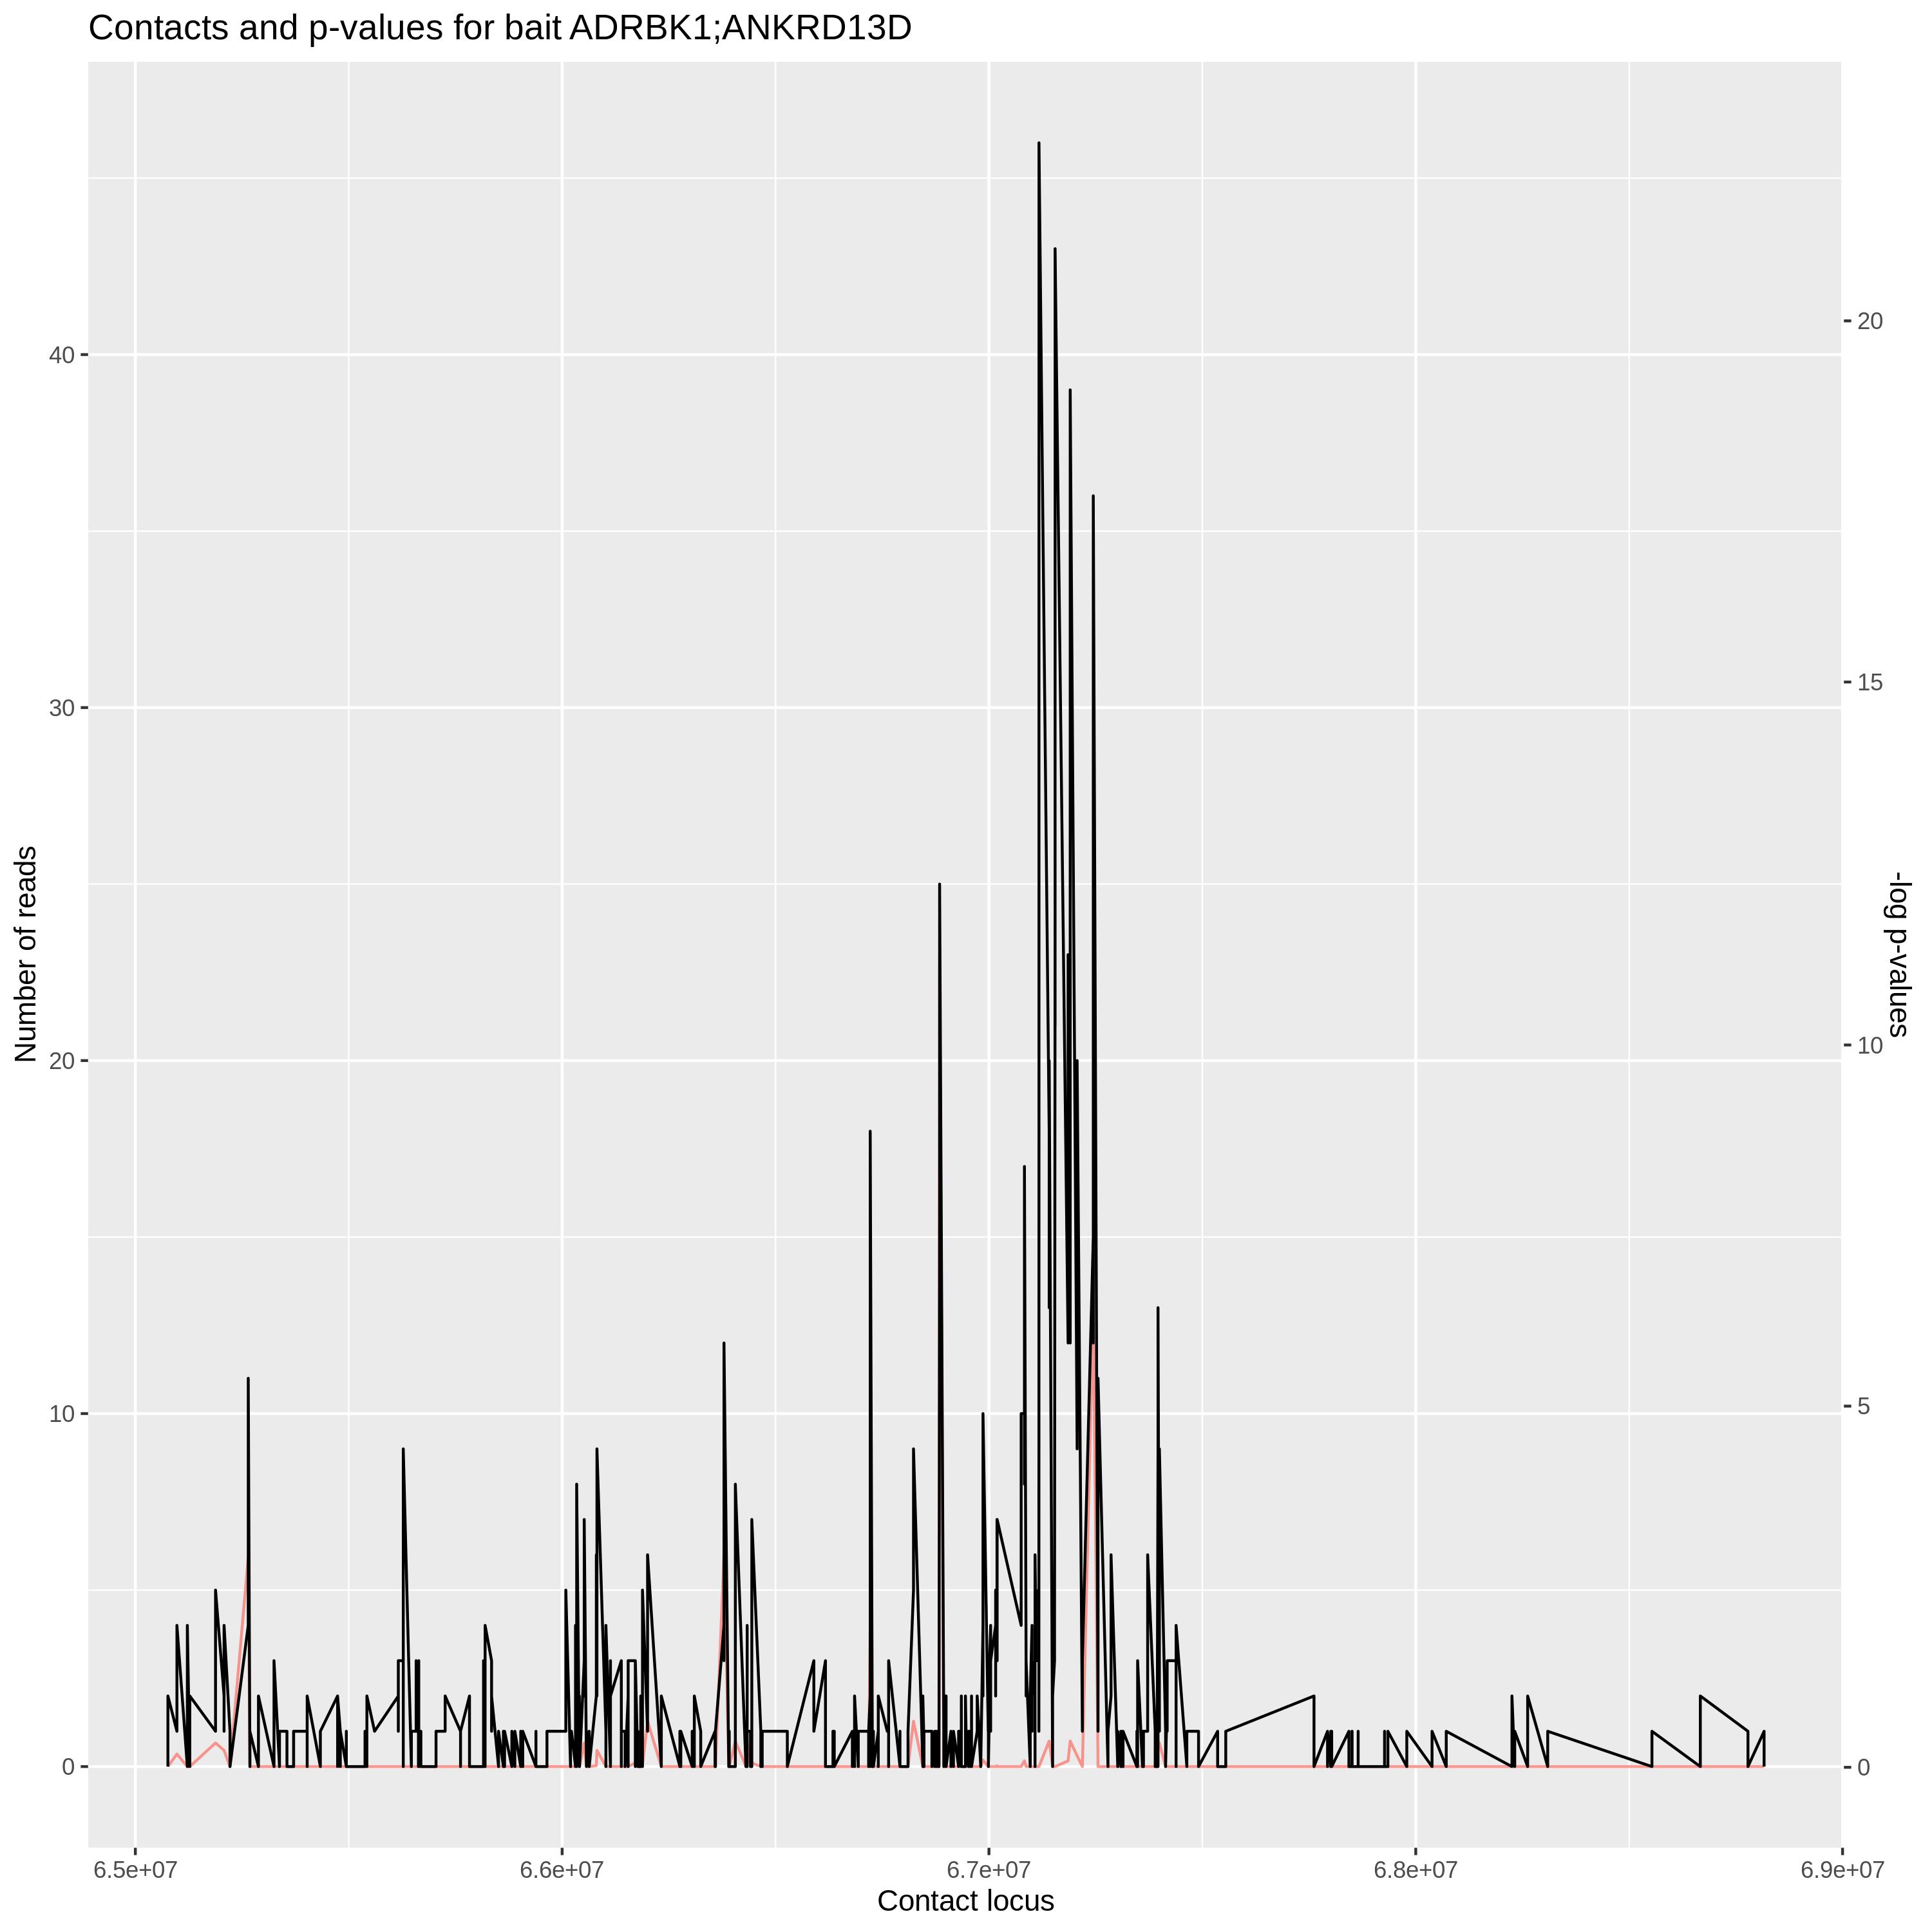 Contacts and p-values for bait ADRBK1;ANKRD13D
Number of reads
40
30
20
10
0
20
15
10
5
0
-log p-values
6.5e+07
6.6e+07
6.7e+07
6.8e+07
6.9e+07
Contact locus